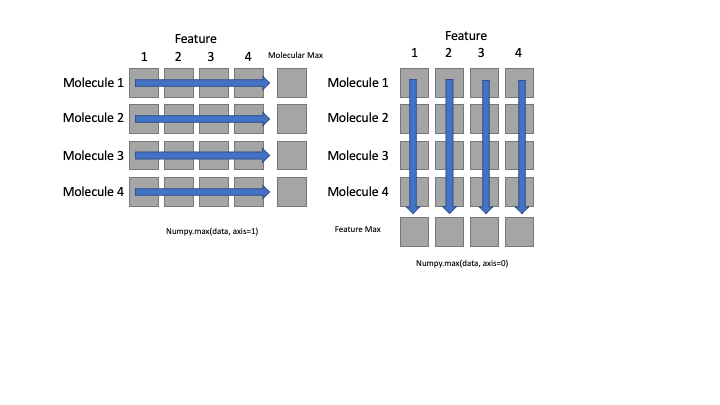 Feature
1 2 3 4 Molecular Max
Molecule 1
Molecule 2
Molecule 3
Molecule 4
Numpy.max(data, axis=1)
Feature
1 2 3 4
Molecule 1
Molecule 2
Molecule 3
Molecule 4
Feature Max
Numpy.max(data, axis=0)